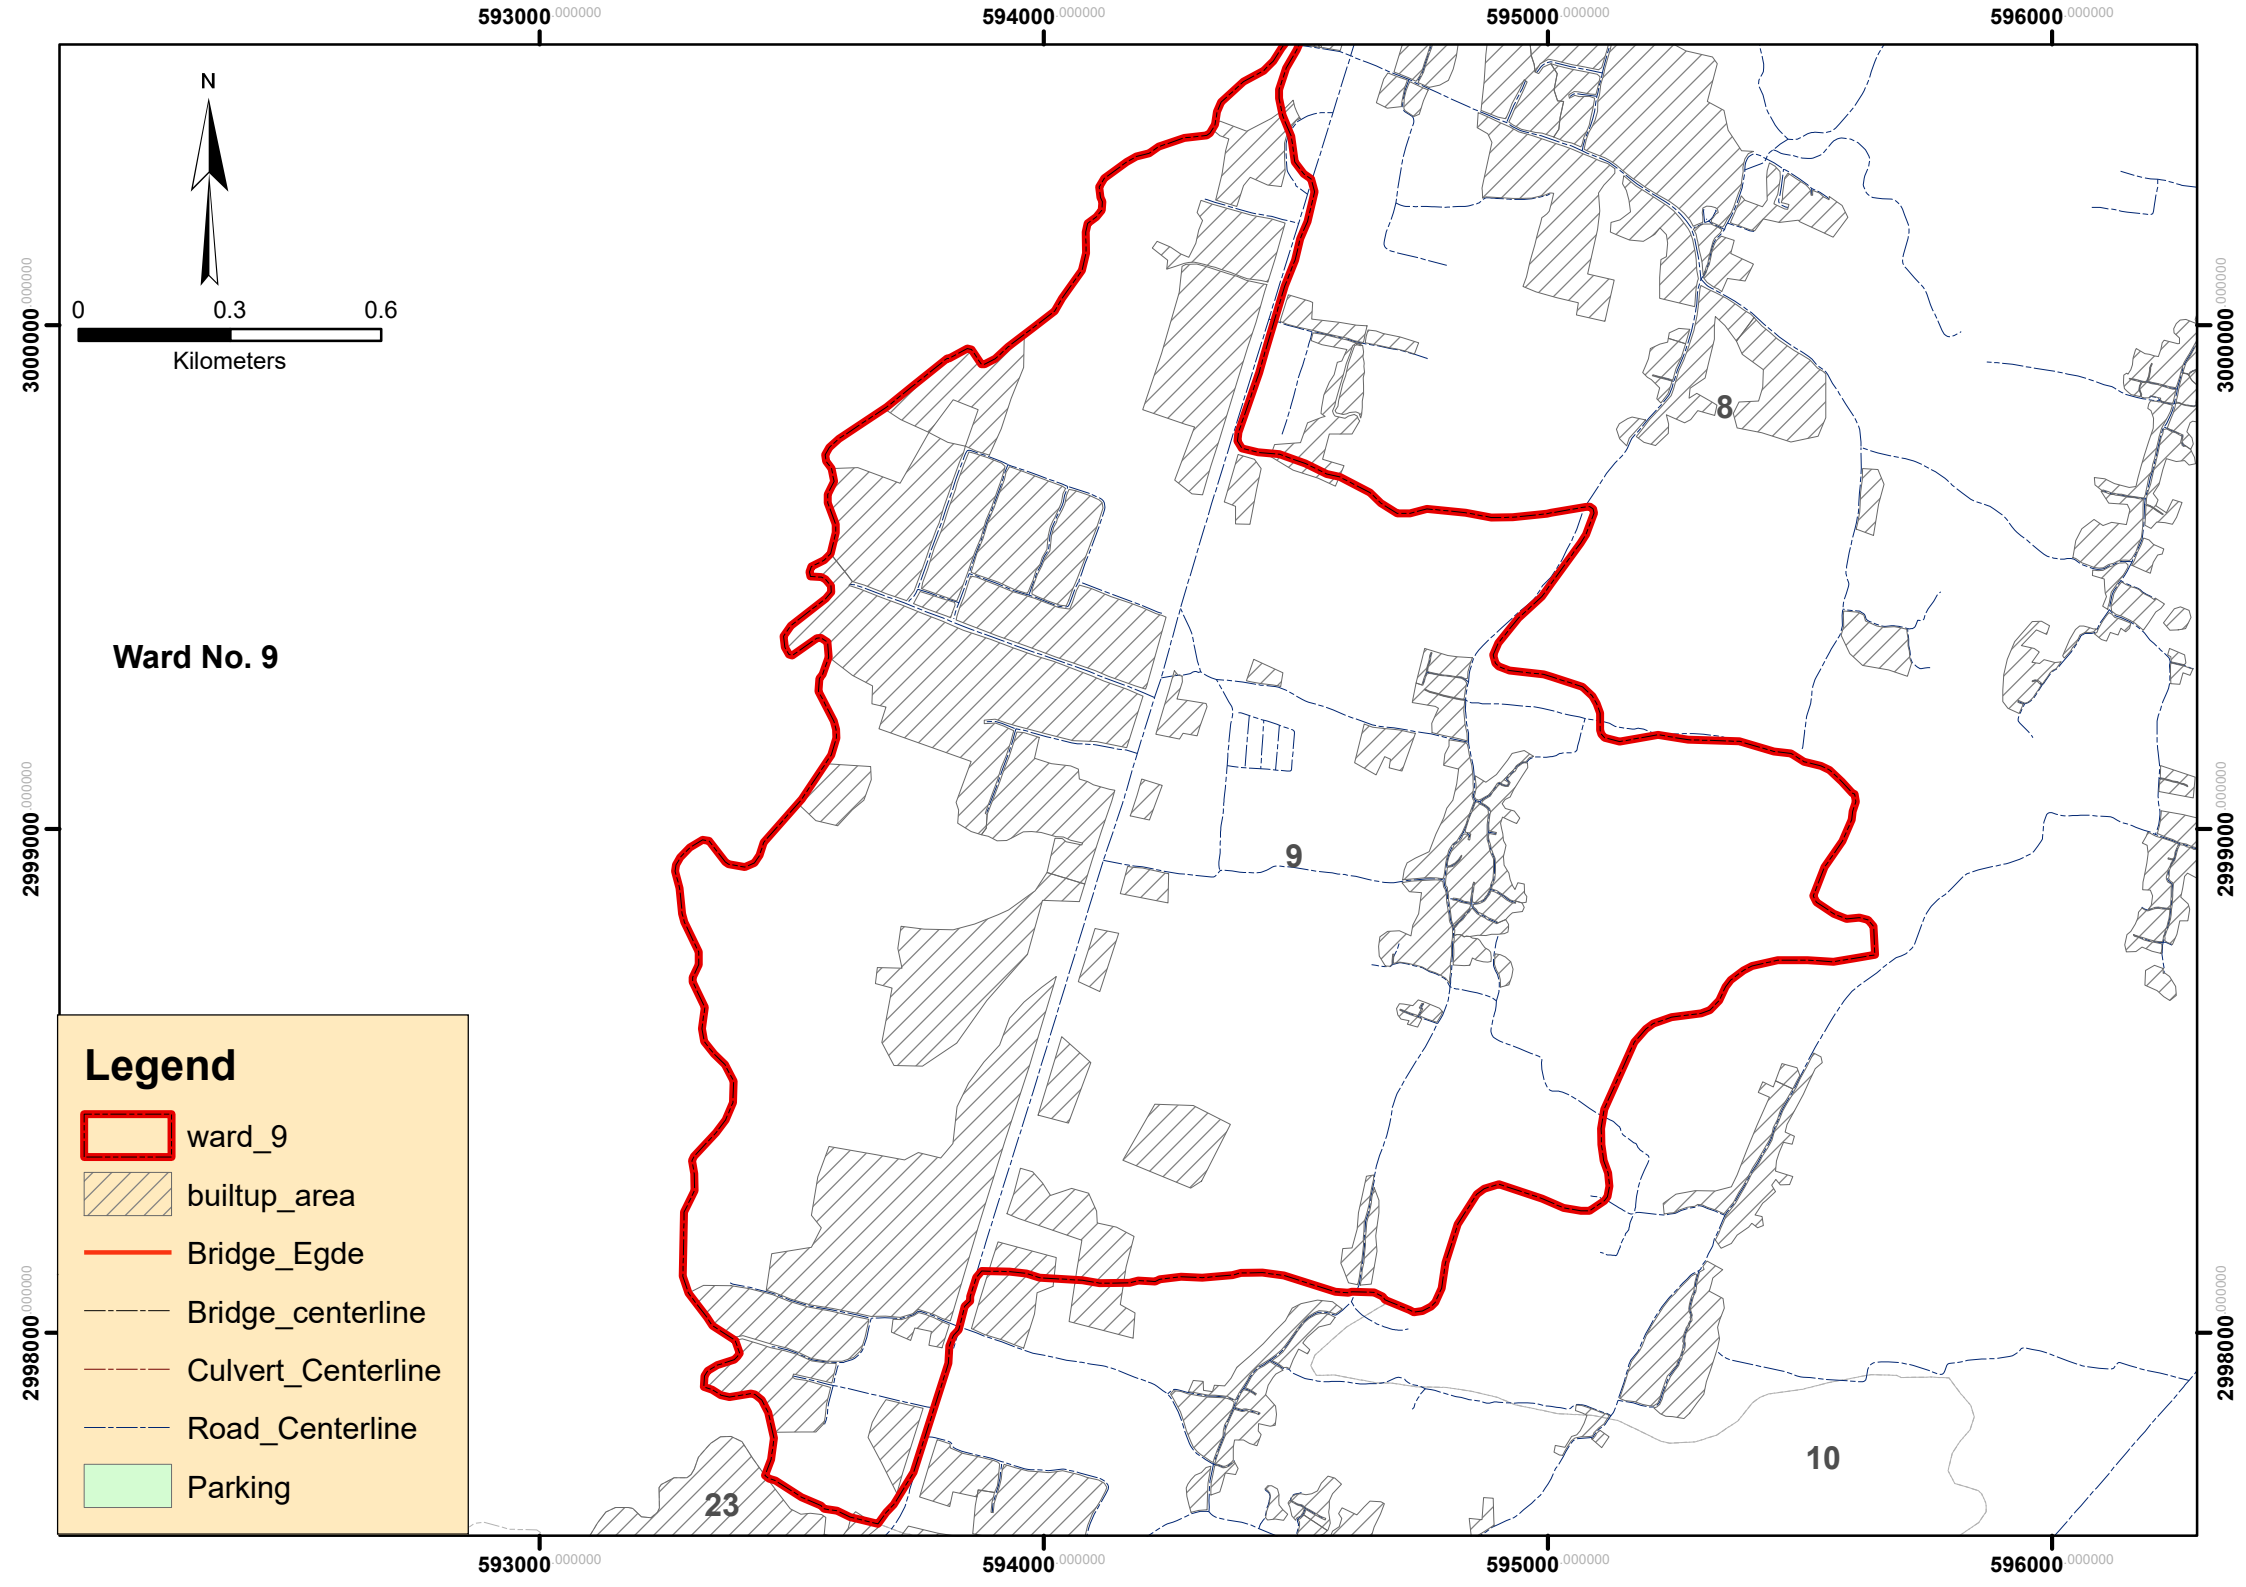 593000.000000 594000.000000 595000.000000 596000.000000
N
0 0.3 0.6
Kilometers
3000000.000000
3000000.000000
8
Ward No. 9
2999000.000000
2999000.000000
9
Legend
ward_9
builtup_area
Bridge_Egde
Bridge_centerline
Culvert_Centerline
Road_Centerline
Parking
2998000.000000
2998000.000000
10
23
593000.000000 594000.000000 595000.000000 596000.000000